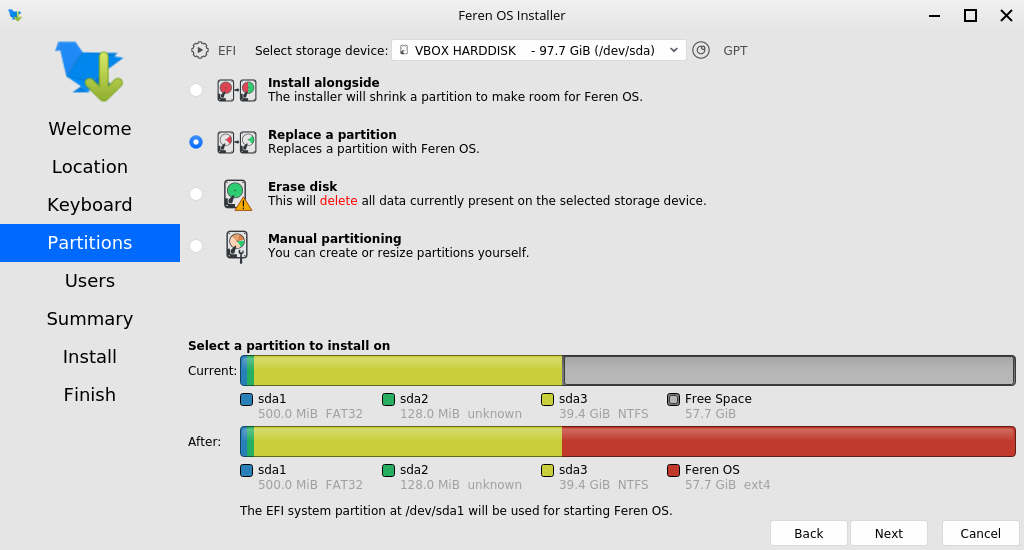 Feren OS Installer
EFI Select storage device: VBOX HARDDISK - 97.7 GiB (/dev/sda) GPT
Welcome
Location
Keyboard
Partitions
Users
Summary
Install
Finish
Install alongside
The installer will shrink a partition to make room for Feren OS.
Replace a partition
Replaces a partition with Feren OS.
Erase disk
This will delete all data currently present on the selected storage device.
Manual partitioning
You can create or resize partitions yourself.
Select a partition to install on
Current:
sda1 sda2 sda3 Free Space
500.0 MiB FAT32 128.0 MiB unknown 39.4 GiB NTFS 57.7 GiB
After:
sda1 sda2 sda3 Feren OS
500.0 MiB FAT32 128.0 MiB unknown 39.4 GiB NTFS 57.7 GiB ext4
The EFI system partition at /dev/sda1 will be used for starting Feren OS.
Back Next Cancel